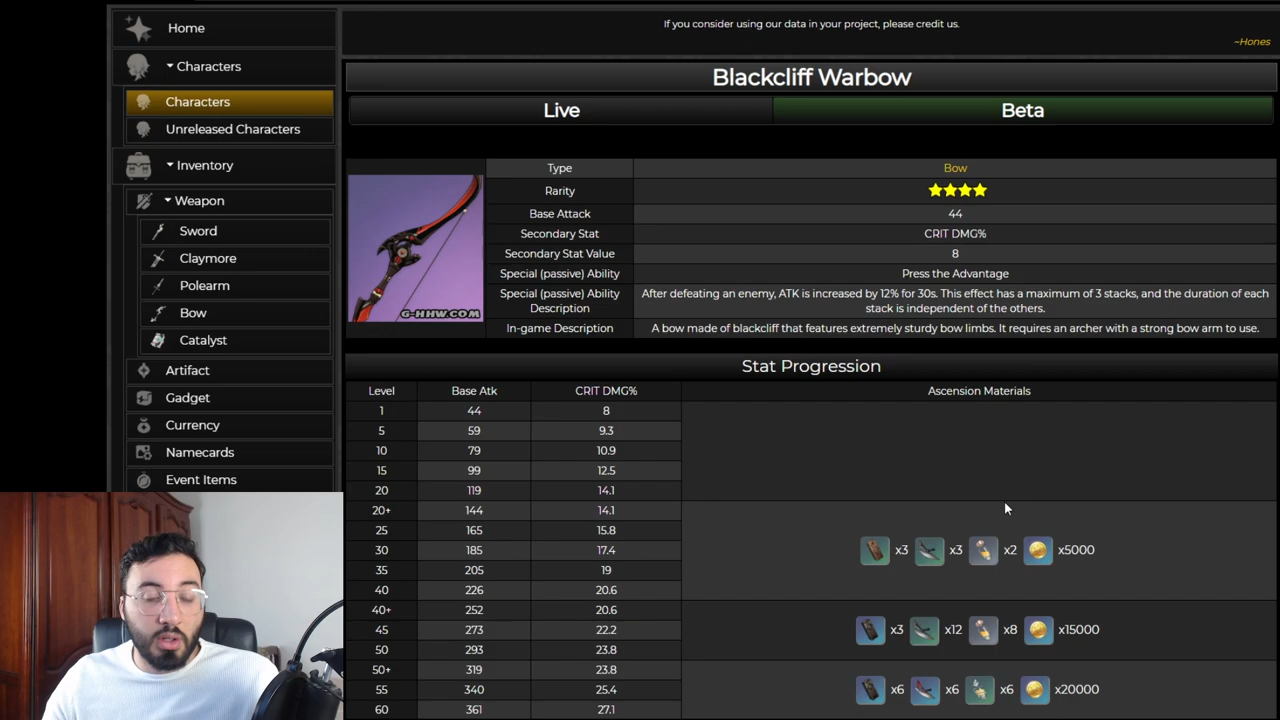 Home
Characters
Characters
Unreleased Characters
Inventory
Weapon
Sword
Claymore
Polearm
Bow
Catalyst
Artifact
Gadget
Currency
Namecards
Event Items
If you consider using our data in your project, please credit us.
~Hones
Blackcliff Warbow
Live Beta
G-HHW.COM
Type Bow
Rarity
Base Attack 44
Secondary Stat CRIT DMG%
Secondary Stat Value 8
Special (passive) Ability Press the Advantage
Special (passive) Ability Description After defeating an enemy, ATK is increased by 12% for 30s. This effect has a maximum of 3 stacks, and the duration of each
stack is independent of the others.
In-game Description A bow made of blackcliff that features extremely sturdy bow limbs. It requires an archer with a strong bow arm to use.
Stat Progression
Level Base Atk CRIT DMG% Ascension Materials
1 44 8
5 59 9.3
10 79 10.9
15 99 12.5
20 119 14.1
20+ 144 14.1
25 165 15.8
30 185 17.4 x3 x3 x2 x5000
35 205 19
40 226 20.6
40+ 252 20.6
45 273 22.2 x3 x12 x8 x15000
50 293 23.8
50+ 319 23.8
55 340 25.4 x6 x6 x6 x20000
60 361 27.1